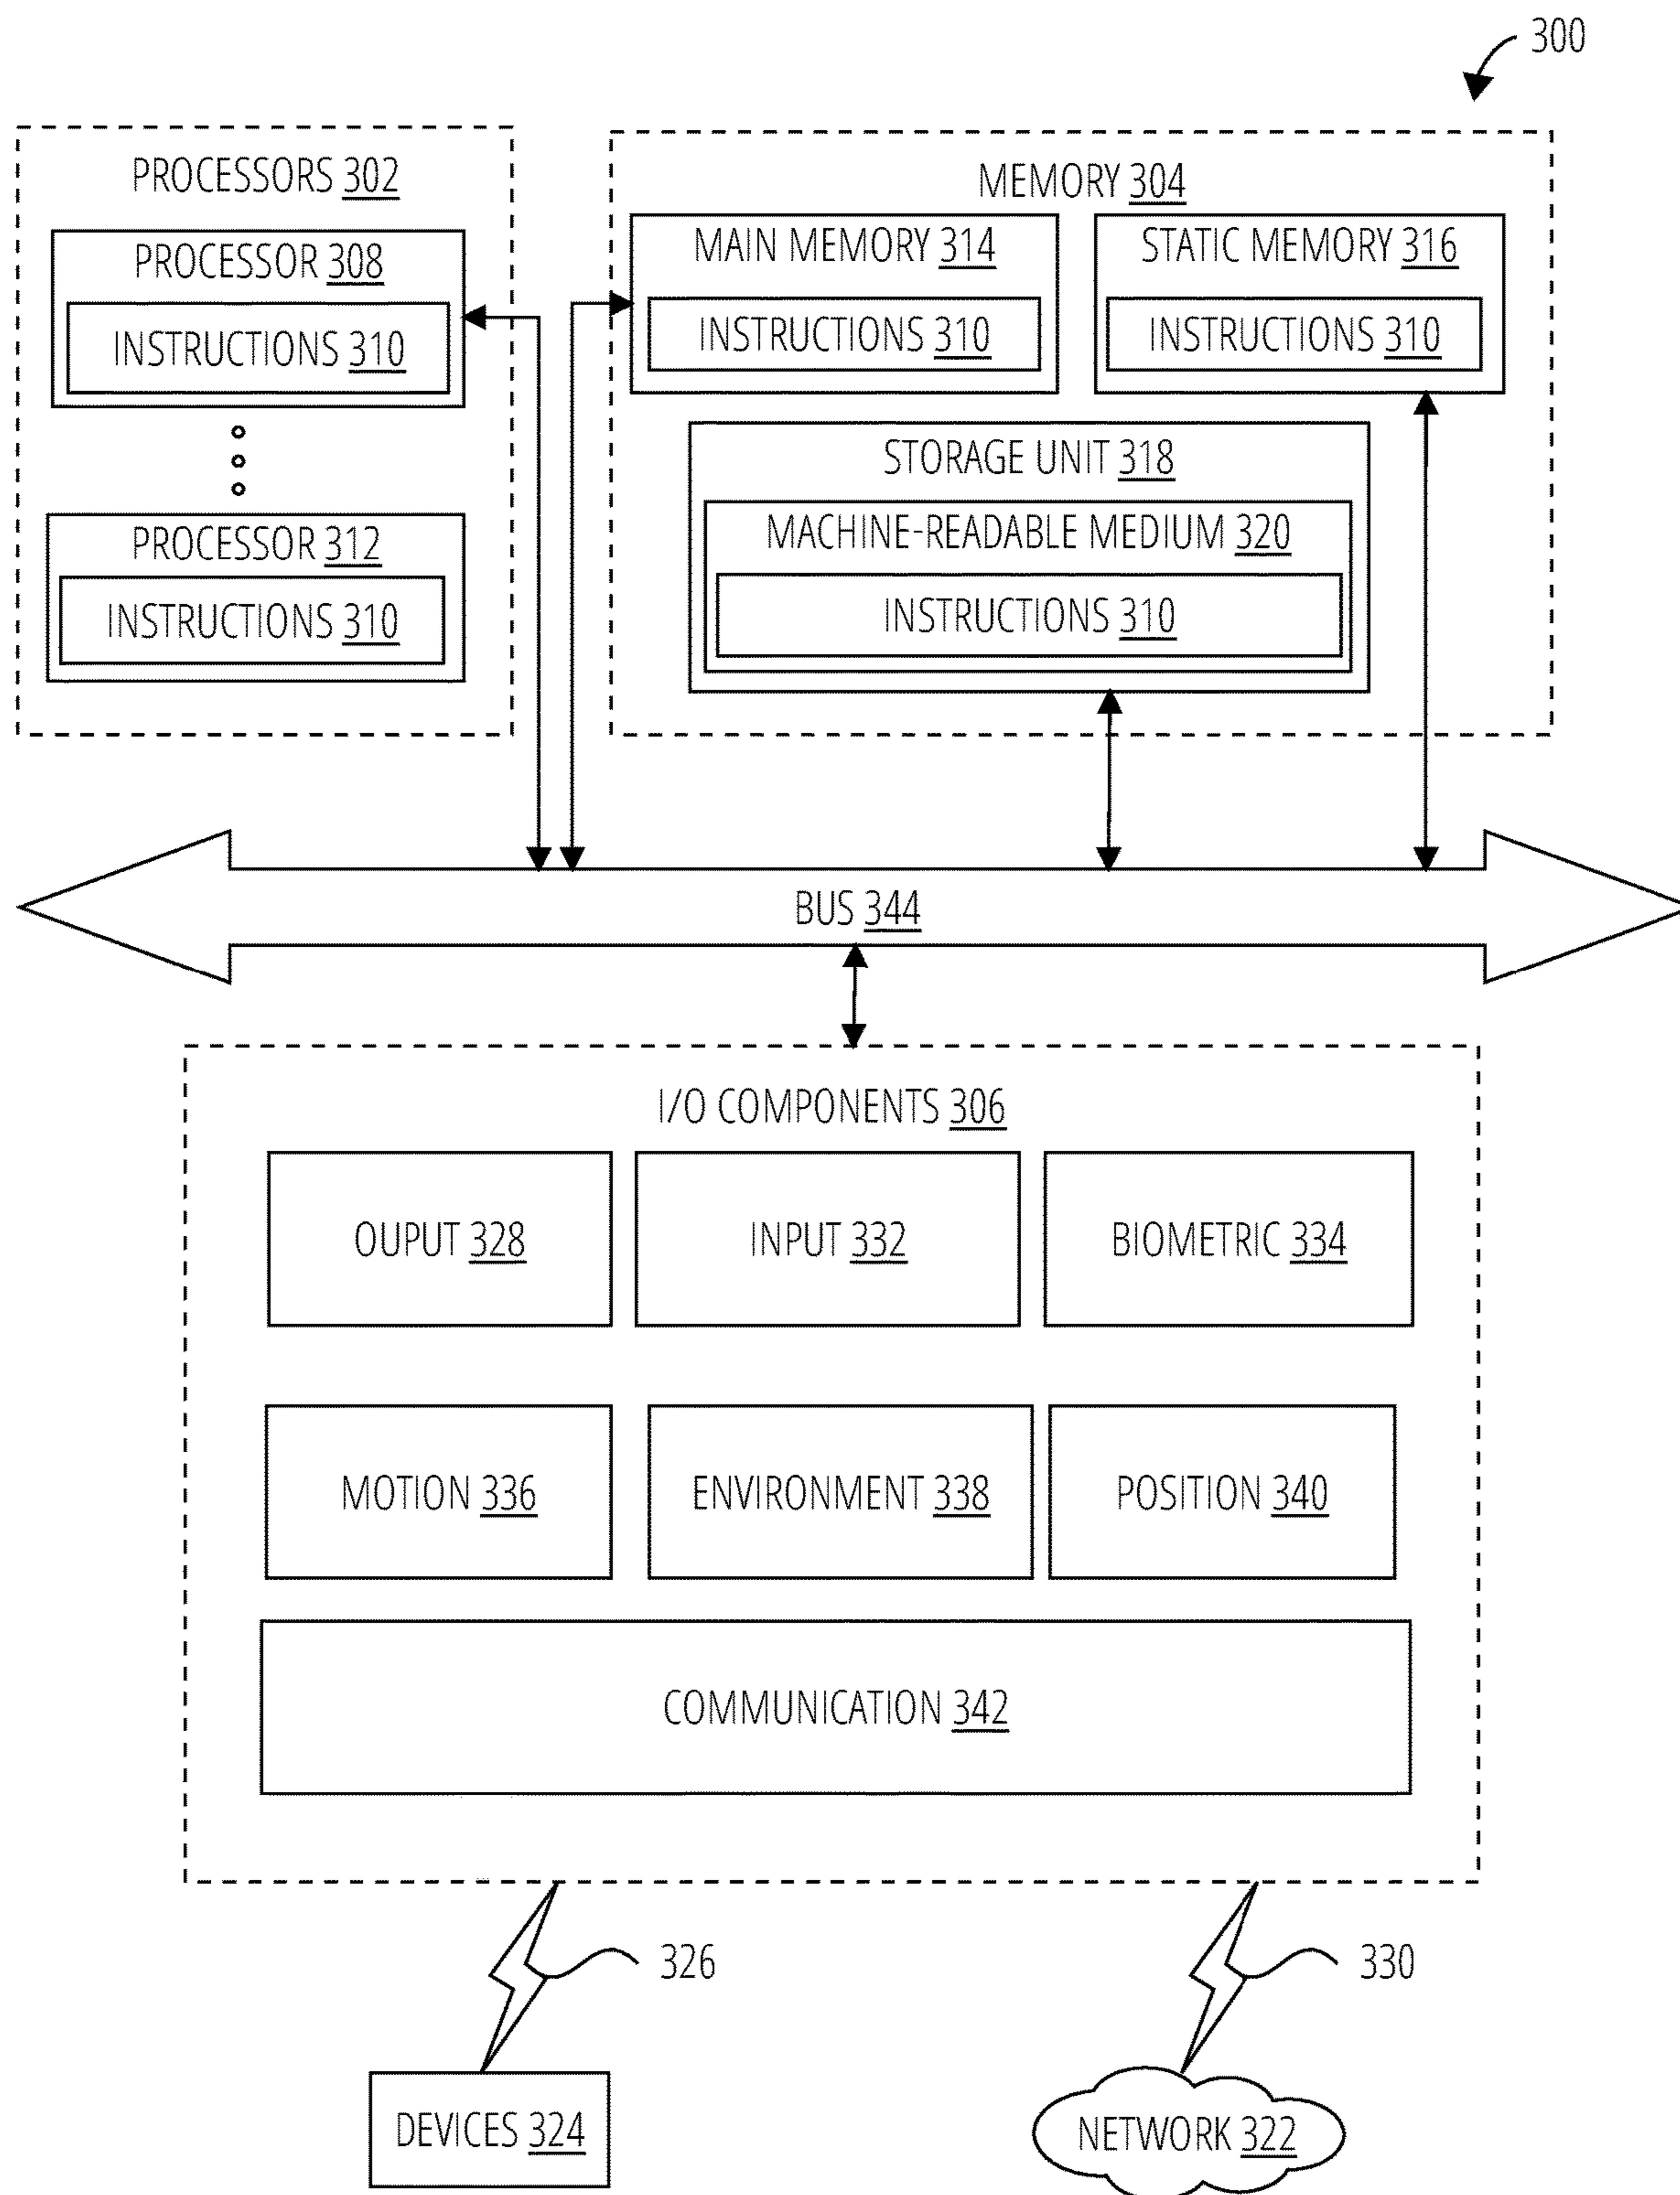 300
PROCESSORS 302
PROCESSOR 308
INSTRUCTIONS 310
PROCESSOR 312
INSTRUCTIONS 310
MEMORY 304
MAIN MEMORY 314
INSTRUCTIONS 310
STATIC MEMORY 316
INSTRUCTIONS 310
STORAGE UNIT 318
MACHINE-READABLE MEDIUM 320
INSTRUCTIONS 310
BUS 344
I/O COMPONENTS 306
OUPUT 328
INPUT 332
BIOMETRIC 334
MOTION 336
ENVIRONMENT 338
POSITION 340
COMMUNICATION 342
326
330
DEVICES 324
NETWORK 322